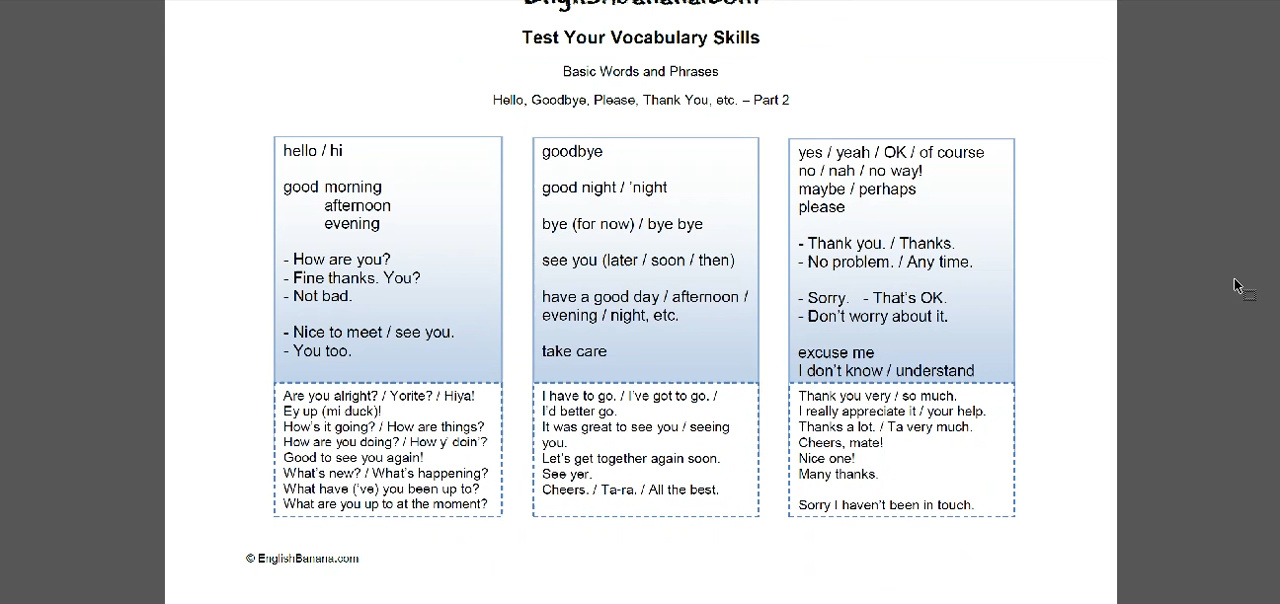 EnglishBanana.com
Test Your Vocabulary Skills
Basic Words and Phrases
Hello, Goodbye, Please, Thank You, etc. – Part 2
hello / hi
good morning
afternoon
evening
- How are you?
- Fine thanks. You?
- Not bad.
- Nice to meet / see you.
- You too.
Are you alright? / Yorite? / Hiya!
Ey up (mi duck)!
How's it going? / How are things?
How are you doing? / How y' doin'?
Good to see you again!
What's new? / What's happening?
What have ('ve) you been up to?
What are you up to at the moment?
goodbye
good night / 'night
bye (for now) / bye bye
see you (later / soon / then)
have a good day / afternoon /
evening / night, etc.
take care
I have to go. / I've got to go. /
I'd better go.
It was great to see you / seeing
you.
Let's get together again soon.
See yer.
Cheers. / Ta-ra. / All the best.
yes / yeah / OK / of course
no / nah / no way!
maybe / perhaps
please
- Thank you. / Thanks.
- No problem. / Any time.
- Sorry. - That's OK.
- Don't worry about it.
excuse me
I don't know / understand
Thank you very / so much.
I really appreciate it / your help.
Thanks a lot. / Ta very much.
Cheers, mate!
Nice one!
Many thanks.
Sorry I haven't been in touch.
© EnglishBanana.com